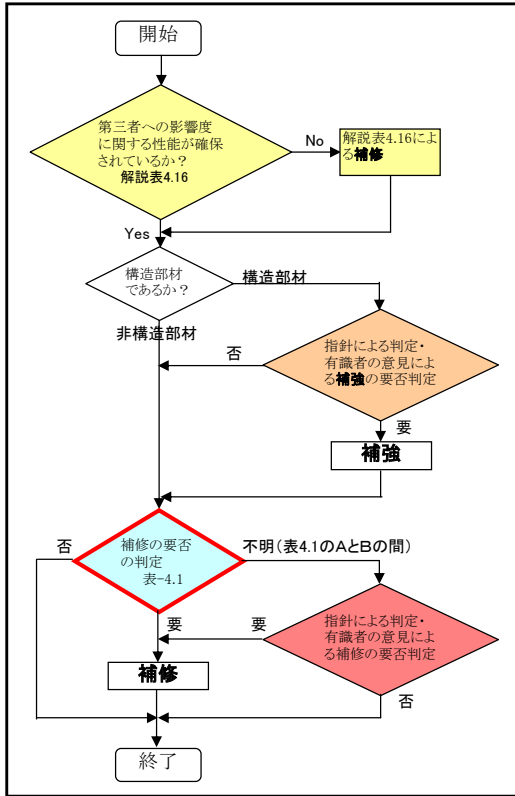 開始
第三者への影響度
に関する性能が確保
されているか？
解説表4.16
No
解説表4.16によ
る補修
Yes
構造部材
であるか？
構造部材
非構造部材
指針による判定・
有識者の意見によ
る補強の要否判定
否
要
補強
補修の要否
の判定
表-4.1
否
不明（表4.1のAとBの間）
要
指針による判定・
有識者の意見によ
る補修の要否判定
要
補修
否
終了